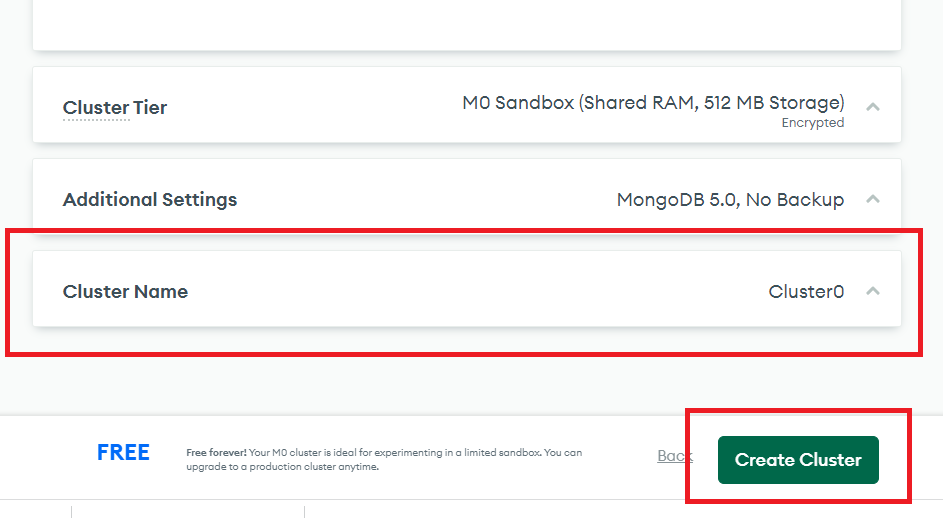 Cluster Tier
M0 Sandbox (Shared RAM, 512 MB Storage)
Encrypted
Additional Settings
MongoDB 5.0, No Backup
Cluster Name
Cluster0
FREE
Free forever! Your M0 cluster is ideal for experimenting in a limited sandbox. You can
upgrade to a production cluster anytime.
Back
Create Cluster